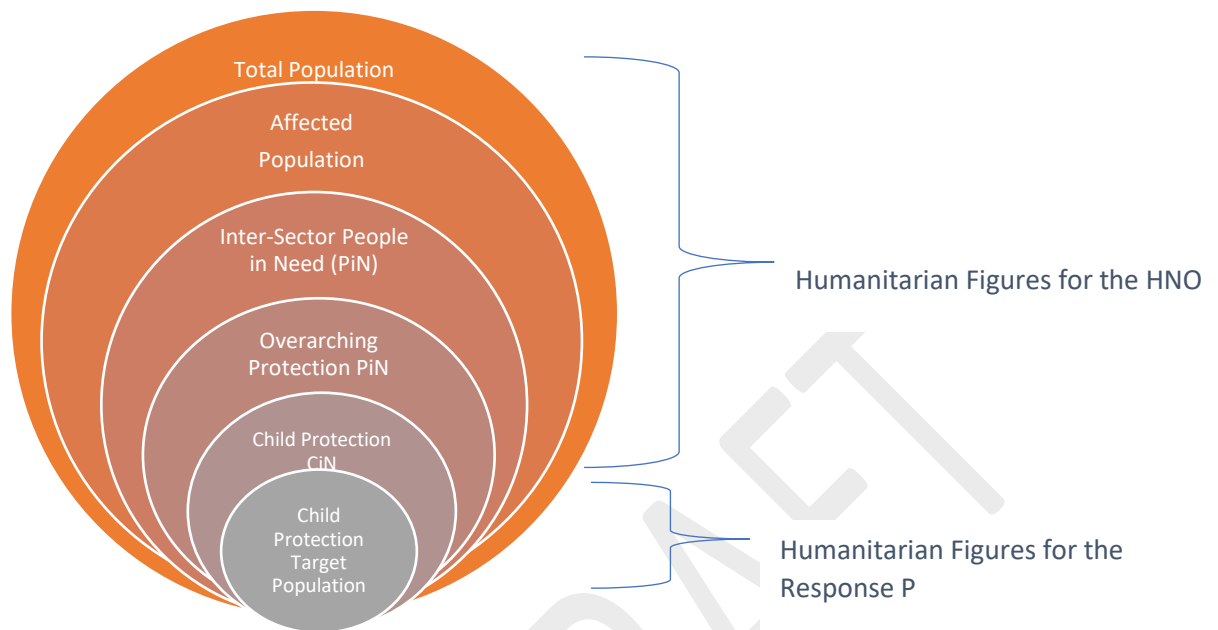 Total Population
Affected
Population
Inter-Sector People
in Need (PiN)
Overarching
Protection PiN
Child Protection
CiN
Child
Protection
Target
Population
Humanitarian Figures for the HNO
Humanitarian Figures for the
Response P